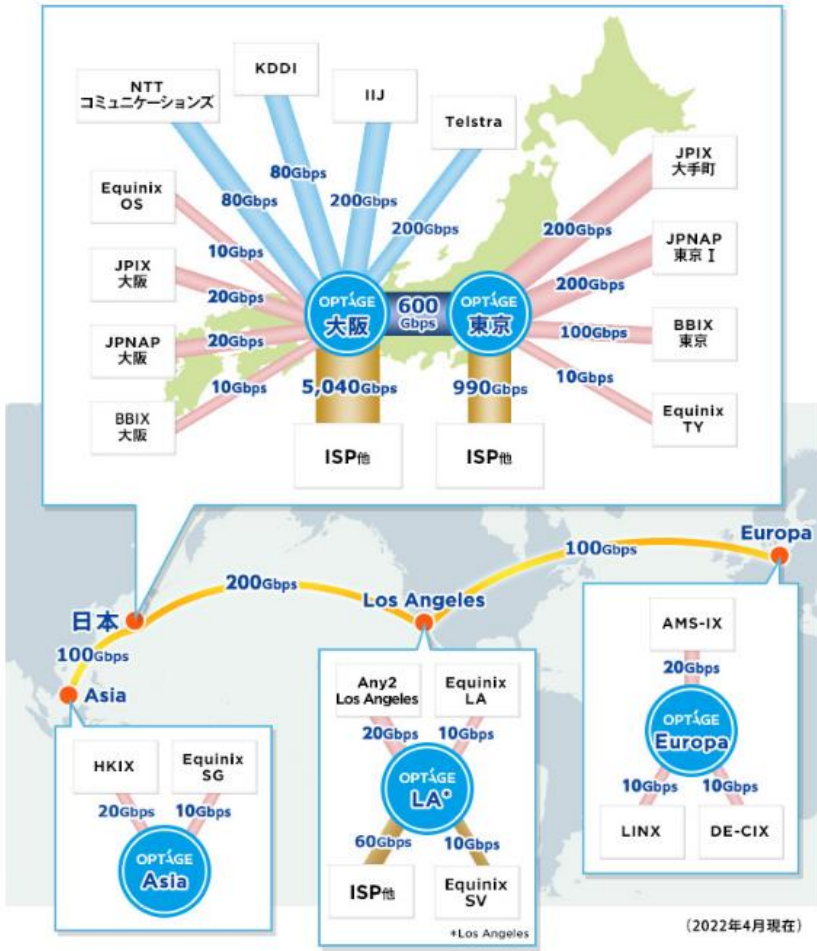 NTT
コミュニケーションズ
KDDI
IIJ
Telstra
Equinix
OS
JPIX
大阪
JPNAP
大阪
BBIX
大阪
80Gbps
80Gbps
200Gbps
200Gbps
10Gbps
20Gbps
20Gbps
10Gbps
OPTAGE
大阪
600
Gbps
OPTAGE
東京
JPIX
大手町
JPNAP
東京 I
BBIX
東京
Equinix
TY
200Gbps
200Gbps
100Gbps
10Gbps
5,040Gbps
ISP他
990Gbps
ISP他
日本
100Gbps
Asia
200Gbps
Los Angeles
100Gbps
Europa
HKIX
Equinix
SG
20Gbps
10Gbps
OPTAGE
Asia
Any2
Los Angeles
Equinix
LA
20Gbps
10Gbps
OPTAGE
LA*
60Gbps
10Gbps
ISP他
Equinix
SV
*Los Angeles
AMS-IX
20Gbps
OPTAGE
Europa
10Gbps
10Gbps
LINX
DE-CIX
(2022年4月現在)